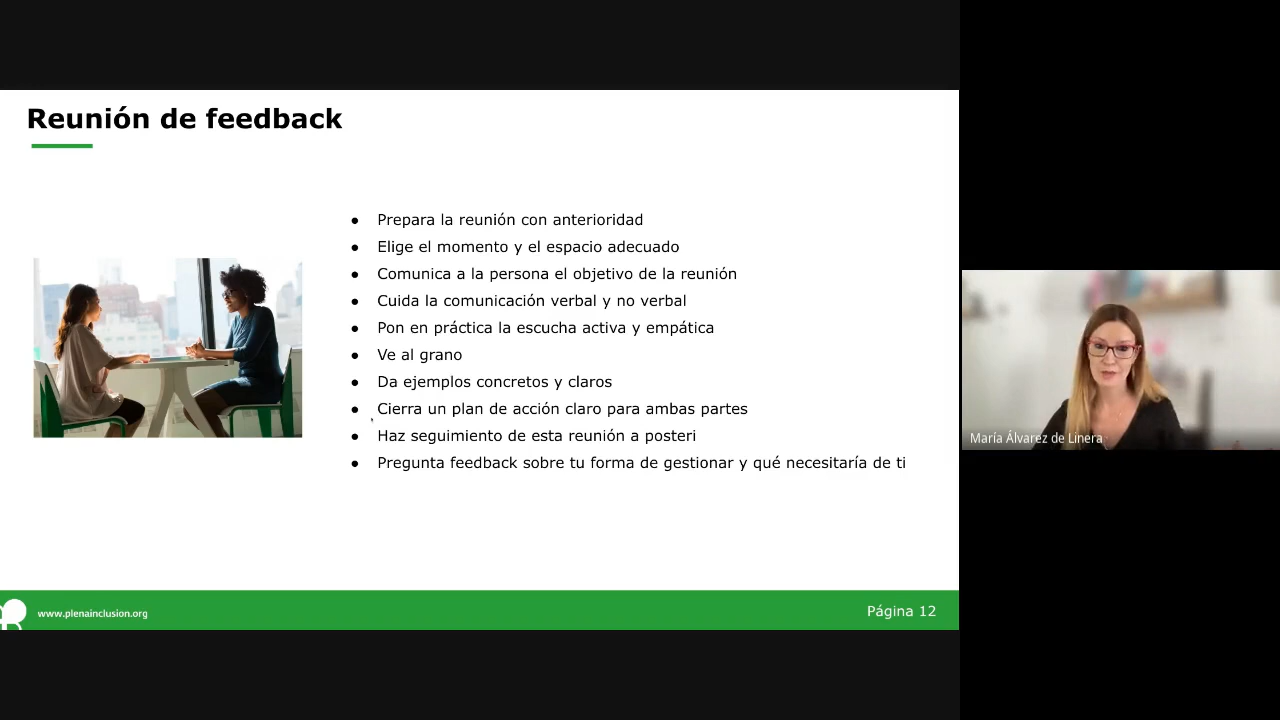 Reunión de feedback
● Prepara la reunión con anterioridad
● Elige el momento y el espacio adecuado
● Comunica a la persona el objetivo de la reunión
● Cuida la comunicación verbal y no verbal
● Pon en práctica la escucha activa y empática
● Ve al grano
● Da ejemplos concretos y claros
● Cierra un plan de acción claro para ambas partes
● Haz seguimiento de esta reunión a posteri
● Pregunta feedback sobre tu forma de gestionar y qué necesitaría de ti
María Álvarez de Linera
www.plenainclusion.org
Página 12